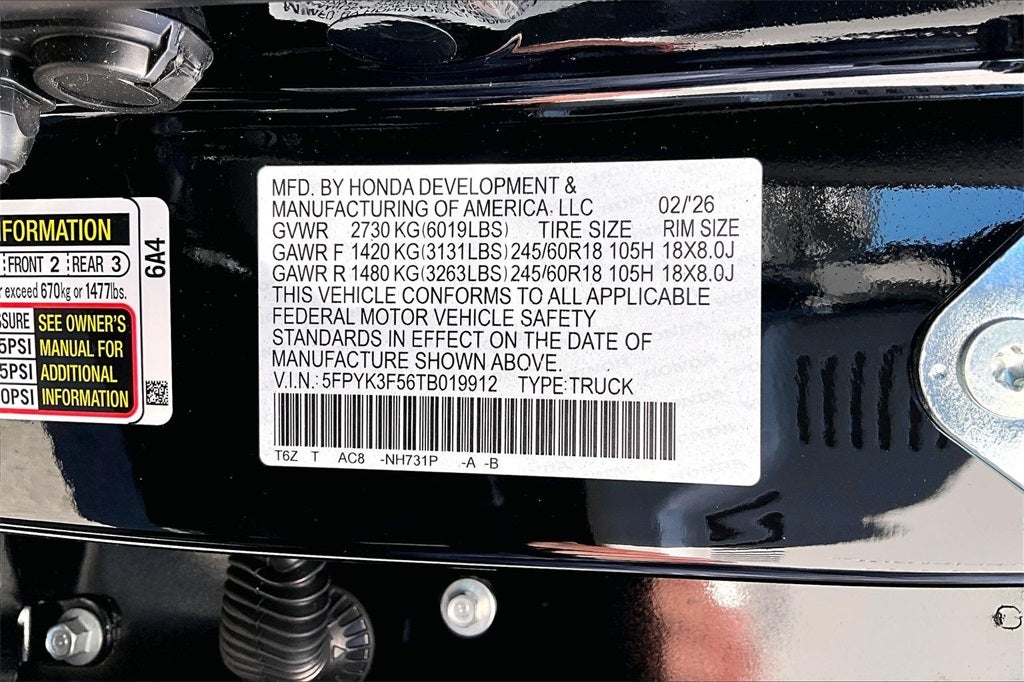 MFD. BY HONDA DEVELOPMENT &
MANUFACTURING OF AMERICA, LLC 02/'26
GVWR 2730 KG(6019LBS) TIRE SIZE RIM SIZE
GAWR F 1420 KG(3131LBS) 245/60R18 105H 18X8.0J
GAWR R 1480 KG(3263LBS) 245/60R18 105H 18X8.0J
THIS VEHICLE CONFORMS TO ALL APPLICABLE
FEDERAL MOTOR VEHICLE SAFETY
STANDARDS IN EFFECT ON THE DATE OF
MANUFACTURE SHOWN ABOVE.
V.I.N.: 5FPYK3F56TB019912 TYPE:TRUCK
T6Z T AC8 -NH731P -A -B
FORMATION
FRONT 2 REAR 3
exceed 670kg or 1477lbs.
SSURE SEE OWNER'S
5PSI MANUAL FOR
5PSI ADDITIONAL
0PSI INFORMATION
6A4